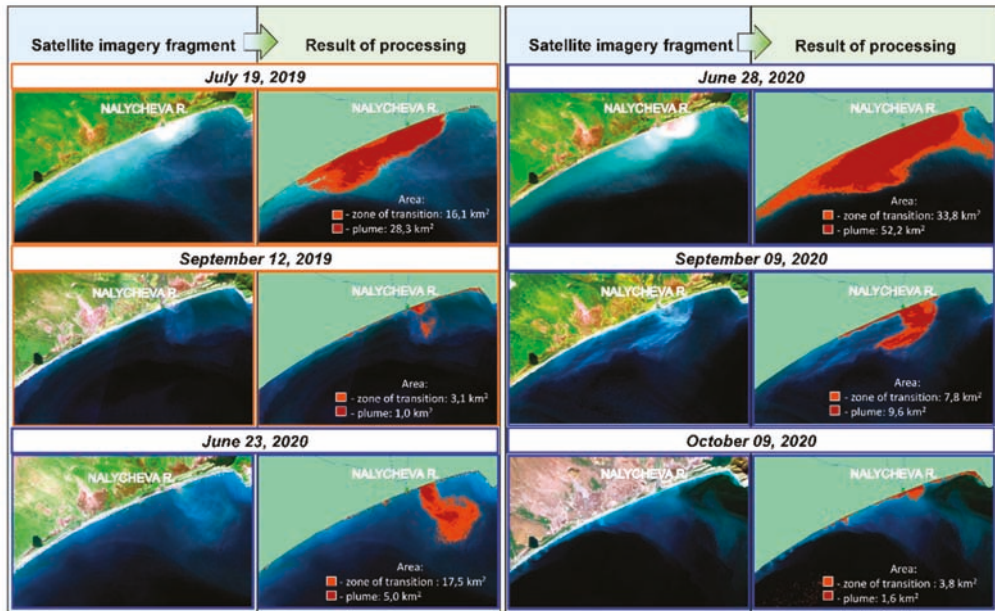 Satellite imagery fragment
Result of processing
July 19, 2019
NALYCHEVA R.
NALYCHEVA R.
Area:
- zone of transition: 16,1 km²
- plume: 28,3 km²
September 12, 2019
NALYCHEVA R.
NALYCHEVA R.
Area:
- zone of transition: 3,1 km²
- plume: 1,0 km²
June 23, 2020
NALYCHEVA R.
NALYCHEVA R.
Area:
- zone of transition : 17,5 km²
- plume: 5,0 km²
Satellite imagery fragment
Result of processing
June 28, 2020
NALYCHEVA R.
NALYCHEVA R.
Area:
- zone of transition: 33,8 km²
- plume: 52,2 km²
September 09, 2020
NALYCHEVA R.
NALYCHEVA R.
Area:
- zone of transition: 7,8 km²
- plume: 9,6 km²
October 09, 2020
NALYCHEVA R.
NALYCHEVA R.
Area:
- zone of transition : 3,8 km²
- plume: 1,6 km²